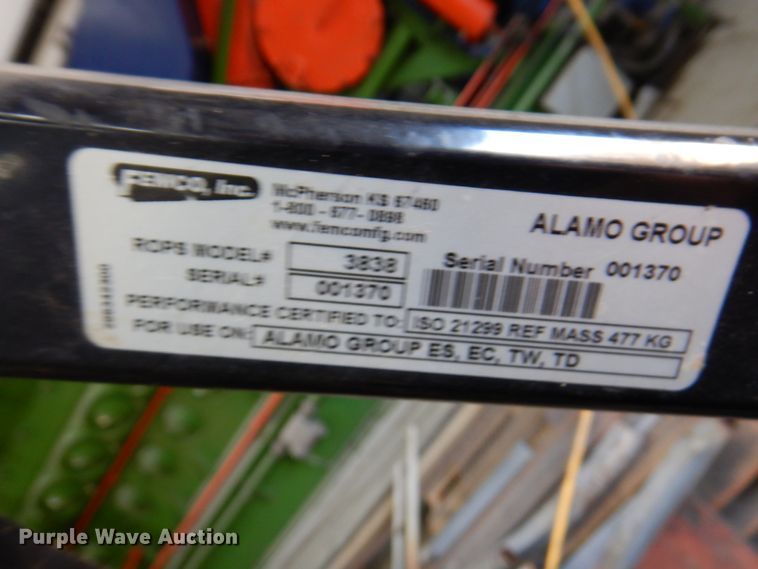 FEMCO, Inc.
McPherson KS 67460
1-800-677-0898
www.femcomfg.com
ALAMO GROUP
ROPS MODEL# 3838
Serial Number 001370
SERIAL# 001370
PERFORMANCE CERTIFIED TO: ISO 21299 REF MASS 477 KG
FOR USE ON: ALAMO GROUP ES, EC, TW, TD
Purple Wave Auction